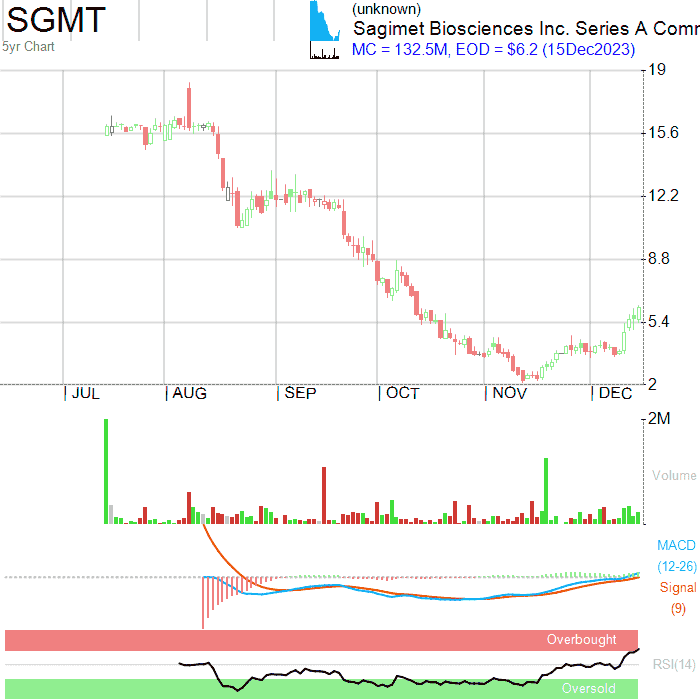 SGMT
5yr Chart
(unknown)
Sagimet Biosciences Inc. Series A Comm
MC = 132.5M, EOD = $6.2 (15Dec2023)
19
15.6
12.2
8.8
5.4
2
JUL AUG SEP OCT NOV DEC
2M
Volume
MACD
(12-26)
Signal
(9)
Overbought
RSI(14)
Oversold